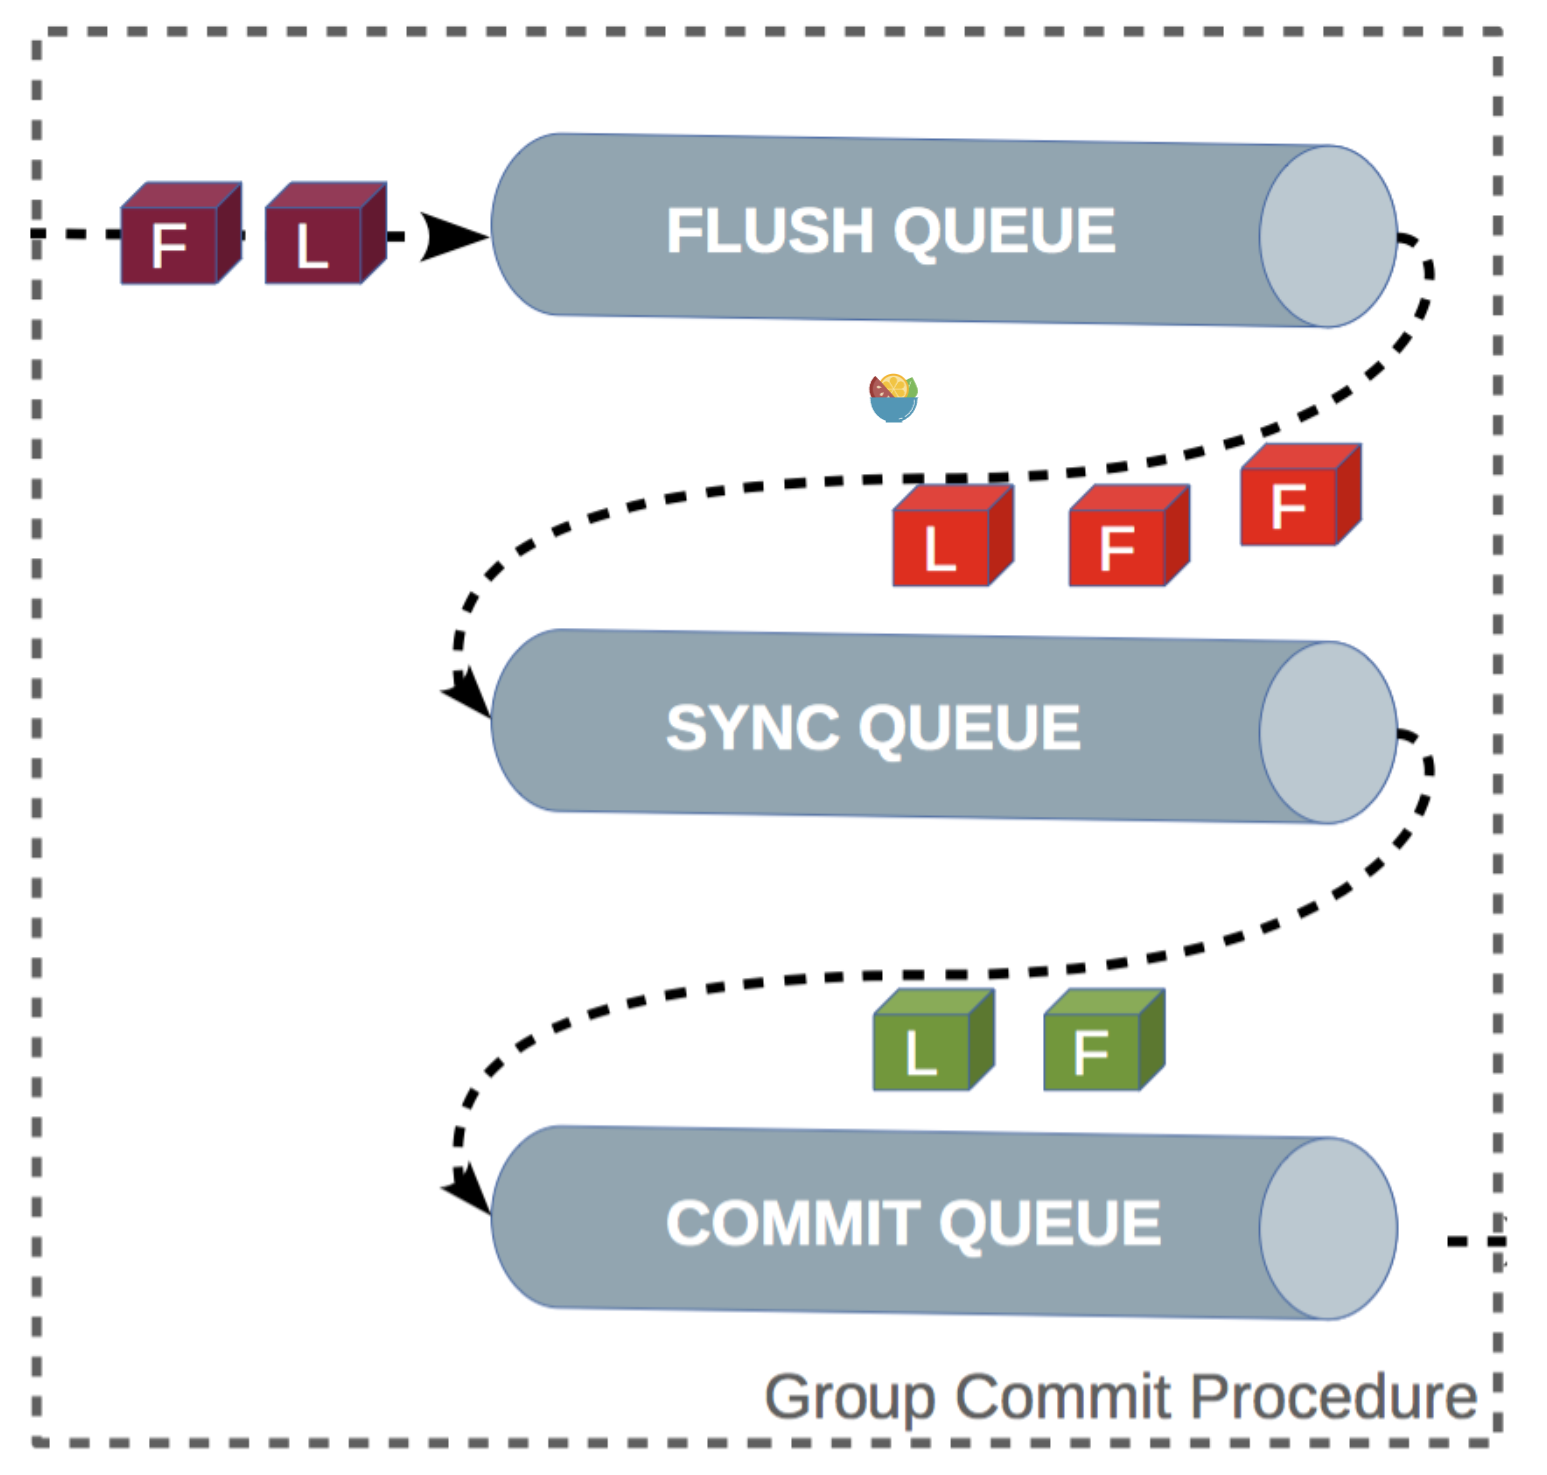 F L
FLUSH QUEUE
L F F
SYNC QUEUE
L F
COMMIT QUEUE
Group Commit Procedure